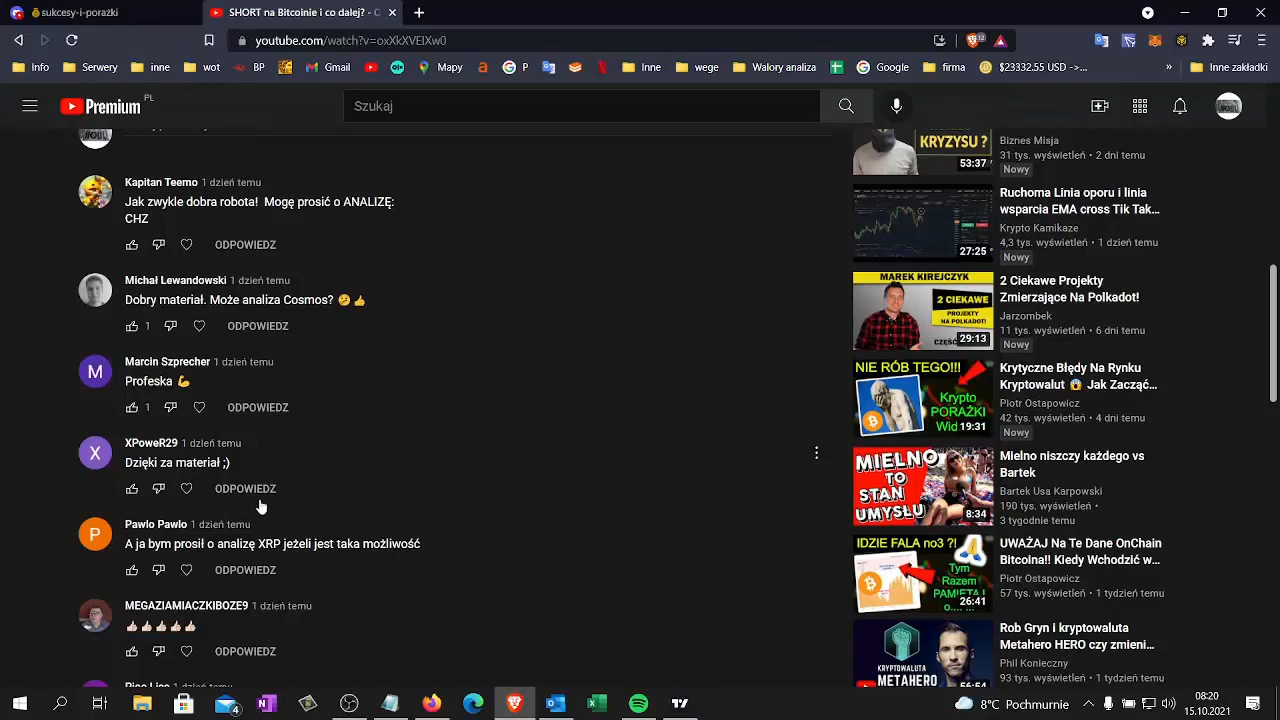 sukcesy-i-porażki
SHORT na Bitcoinie i co dalej? - C
youtube.com/watch?v=oxXkXVEIXw0
12
Info
Serwery
inne
wot
BP
Gmail
Mapy
P
Inne
wege
Walory analiza
Google
firma
$23332.55 USD ->...
»
Inne zakładki
Premium
PL
Szukaj
Kapitan Teemo 1 dzień temu
Jak zwykle dobra robota! Mogę prosić o ANALIZĘ:
CHZ
ODPOWIEDZ
Michał Lewandowski 1 dzień temu
Dobry materiał. Może analiza Cosmos? 🤔👍
1
ODPOWIEDZ
M
Marcin Szprecher 1 dzień temu
Profeska 💪
1
ODPOWIEDZ
X
XPoweR29 1 dzień temu
Dzięki za materiał ;)
ODPOWIEDZ
P
Pawlo Pawlo 1 dzień temu
A ja bym prosił o analizę XRP jeżeli jest taka możliwość
ODPOWIEDZ
MEGAZIAMIACZKIBOZE9 1 dzień temu
👍🏻👍🏻👍🏻👍🏻👍🏻
ODPOWIEDZ
KRYZYSU ?
53:37
Biznes Misja
31 tys. wyświetleń • 2 dni temu
Nowy
27:25
Ruchoma Linia oporu i linia
wsparcia EMA cross Tik Tak...
Krypto Kamikaze
4,3 tys. wyświetleń • 1 dzień temu
Nowy
MAREK KIREJCZYK
2 CIEKAWE
PROJEKTY
NA POLKADOT!
29:13
2 Ciekawe Projekty
Zmierzające Na Polkadot!
Jarzombek
11 tys. wyświetleń • 6 dni temu
Nowy
NIE RÓB TEGO!!!
Krypto
PORAŻKI
Wid
19:31
Krytyczne Błędy Na Rynku
Kryptowalut 😱 Jak Zacząć...
Piotr Ostapowicz
42 tys. wyświetleń • 4 dni temu
Nowy
MIELNO
TO
STAN
UMYSŁU
8:34
Mielno niszczy każdego vs
Bartek
Bartek Usa Karpowski
190 tys. wyświetleń •
3 tygodnie temu
IDZIE FALA no3 ?!
Tym
Razem
PAMIĘTAJ
o.... ...
26:41
UWAŻAJ Na Te Dane OnChain
Bitcoina!! Kiedy Wchodzić w...
Piotr Ostapowicz
57 tys. wyświetleń • 1 tydzień temu
KRYPTOWALUTA
METAHERO
56:54
Rob Gryn i kryptowaluta
Metahero HERO czy zmieni...
Phil Konieczny
93 tys. wyświetleń • 1 tydzień temu
4
8°C Pochmurnie
08:20
15.10.2021